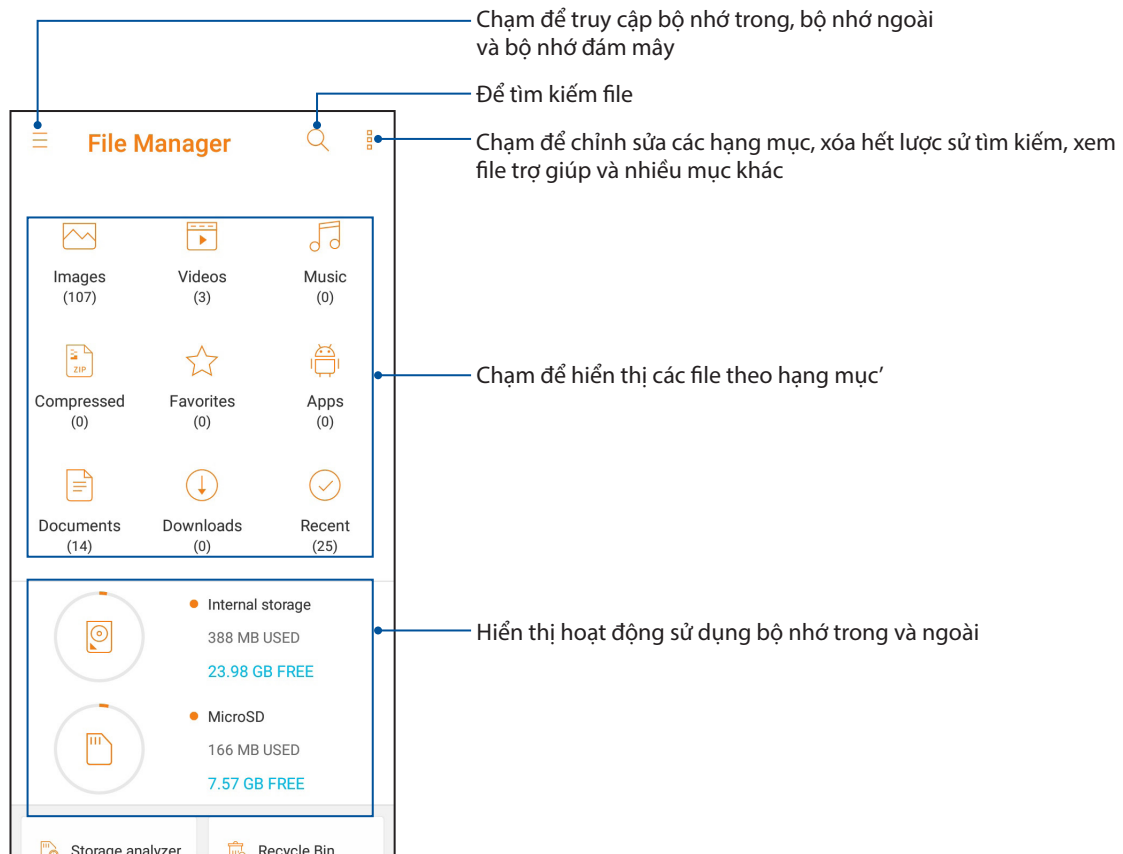 Chạm để truy cập bộ nhớ trong, bộ nhớ ngoài
và bộ nhớ đám mây
Để tìm kiếm file
File Manager
Chạm để chỉnh sửa các hạng mục, xóa hết lược sử tìm kiếm, xem
file trợ giúp và nhiều mục khác
Images Videos Music
(107) (3) (0)
ZIP
Chạm để hiển thị các file theo hạng mục’
Compressed Favorites Apps
(0) (0) (0)
Documents Downloads Recent
(14) (0) (25)
Internal storage
388 MB USED
Hiển thị hoạt động sử dụng bộ nhớ trong và ngoài
23.98 GB FREE
MicroSD
166 MB USED
7.57 GB FREE
Storage analyzer Recycle Bin